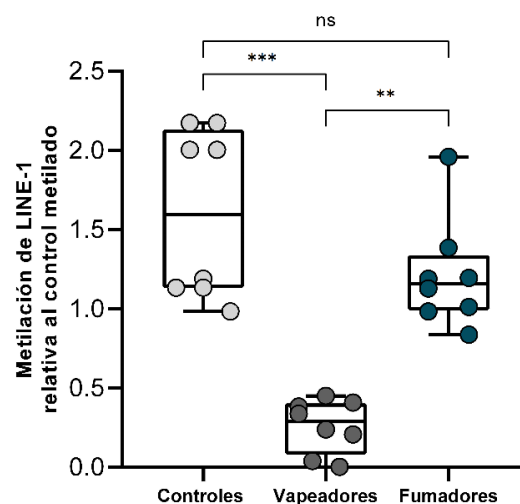 ns
***
**
Metilación de LINE-1
relativa al control metilado
2.5
2.0
1.5
1.0
0.5
0.0
Controles Vapeadores Fumadores